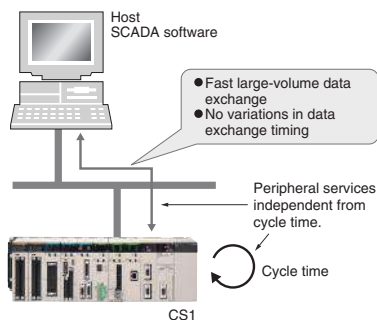 Host
SCADA software
●Fast large-volume data
exchange
●No variations in data
exchange timing
Peripheral services
independent from
cycle time.
Cycle time
CS1